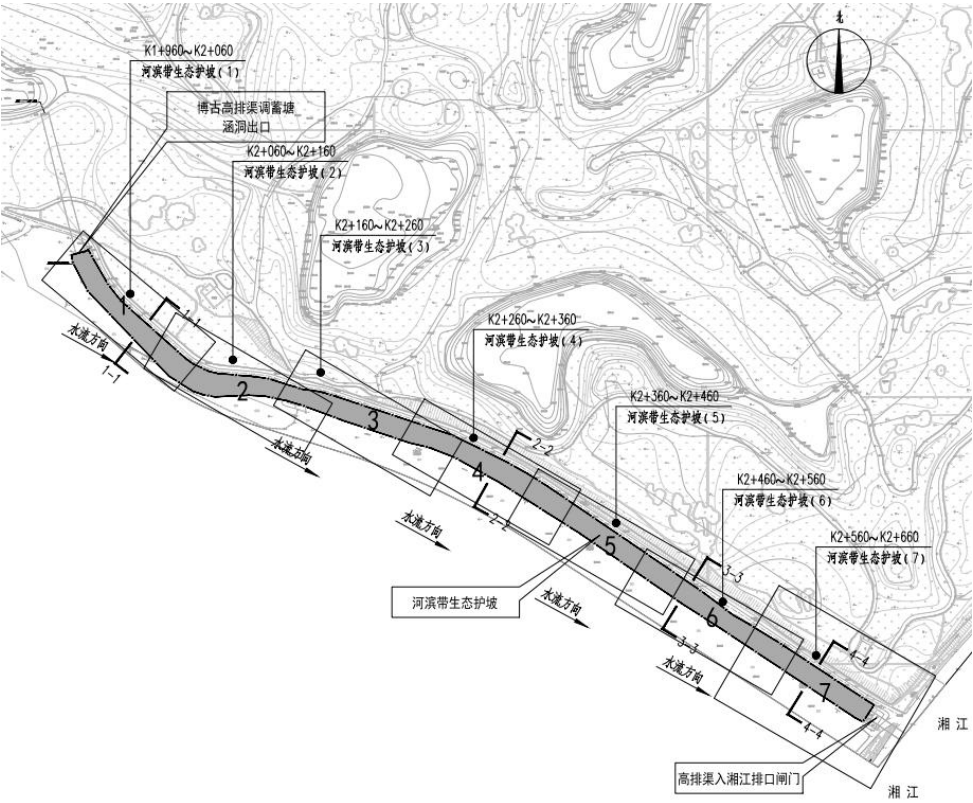 北
K1+960~K2+060
河滨带生态护坡(1)
博古高排渠调蓄塘
涵洞出口
K2+060~K2+160
河滨带生态护坡(2)
K2+160~K2+260
河滨带生态护坡(3)
K2+260~K2+360
河滨带生态护坡(4)
K2+360~K2+460
河滨带生态护坡(5)
K2+460~K2+560
河滨带生态护坡(6)
K2+560~K2+660
河滨带生态护坡(7)
1
1-1
水流方向
1-1
2
水流方向
3
4
2-2
2-2
水流方向
5
河滨带生态护坡
水流方向
3-3
6
3-3
水流方向
4-4
7
4-4
湘江
高排渠入湘江排口闸门
湘江